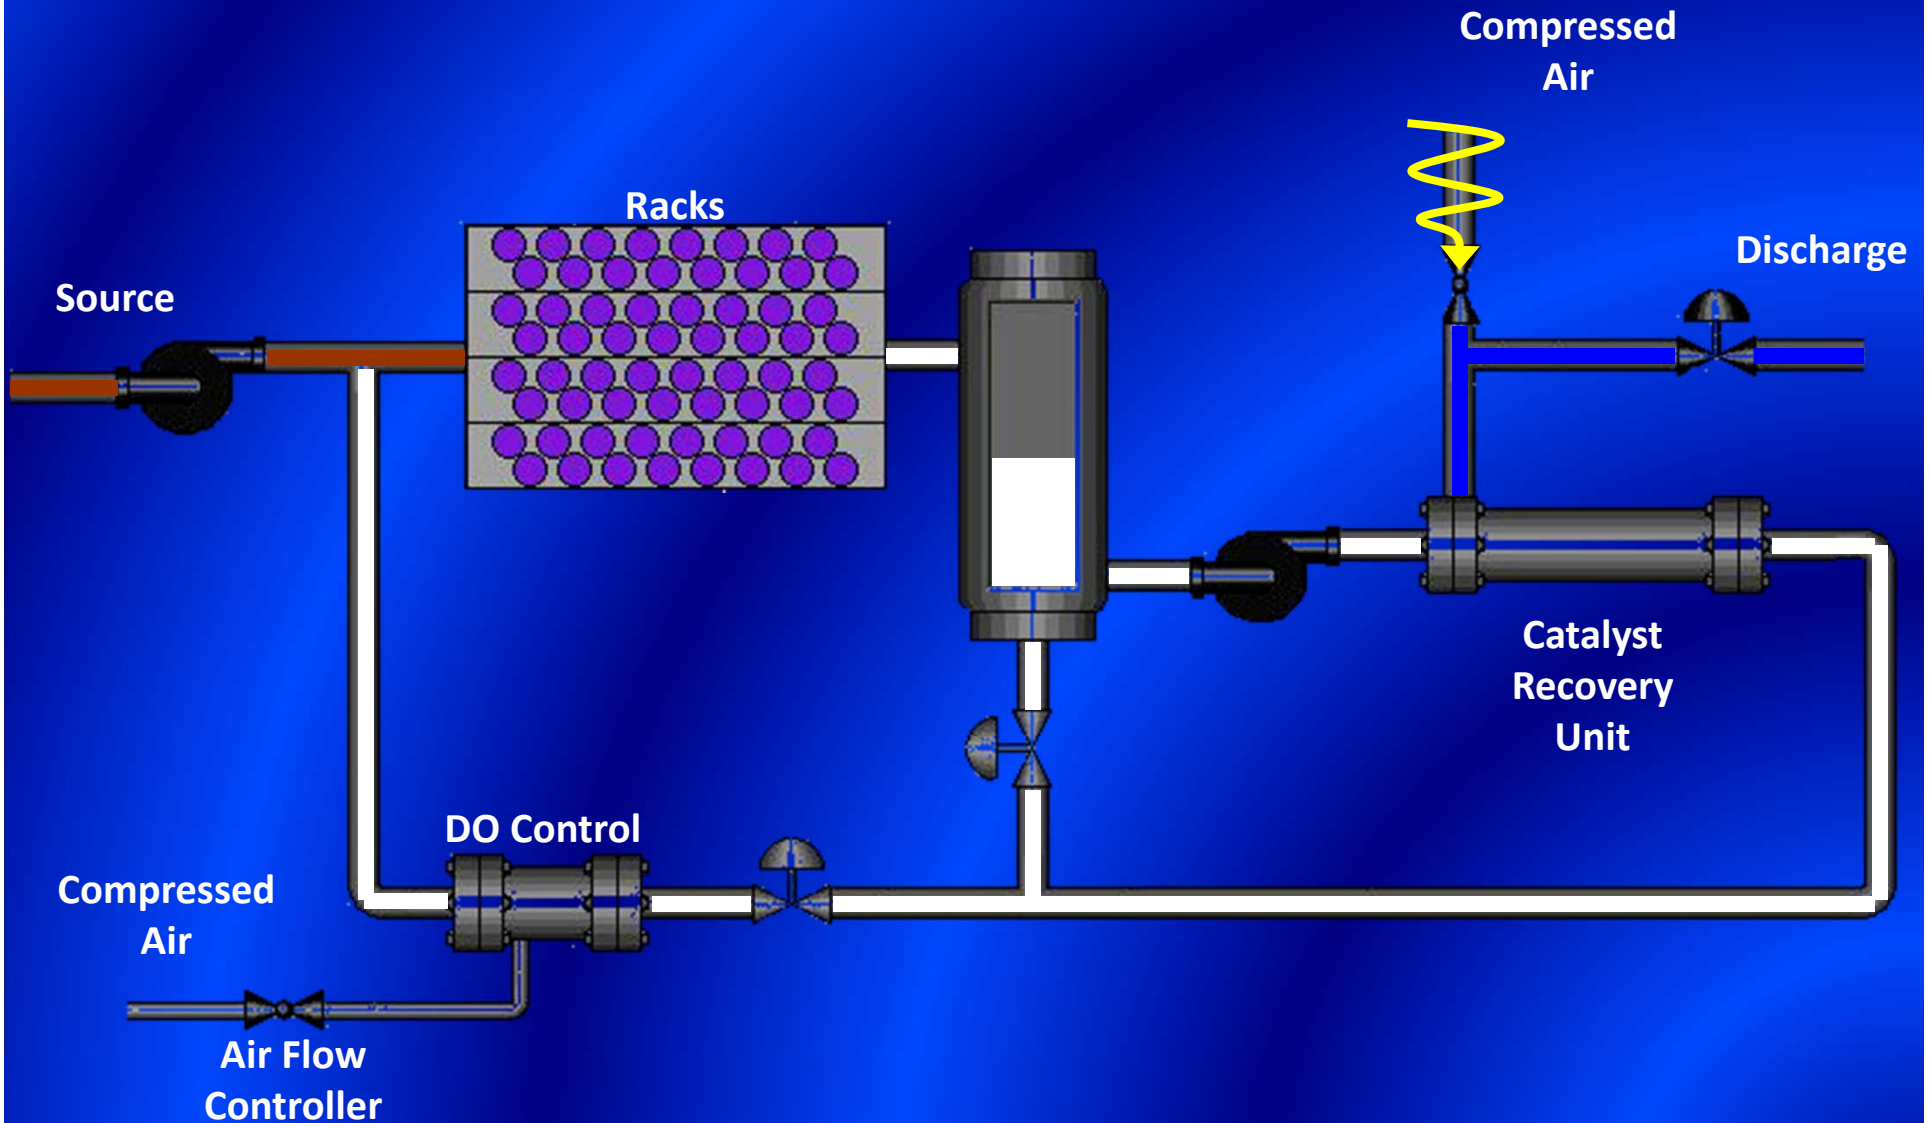 Compressed
Air
Racks
Discharge
Source
Catalyst
Recovery
Unit
DO Control
Compressed
Air
Air Flow
Controller